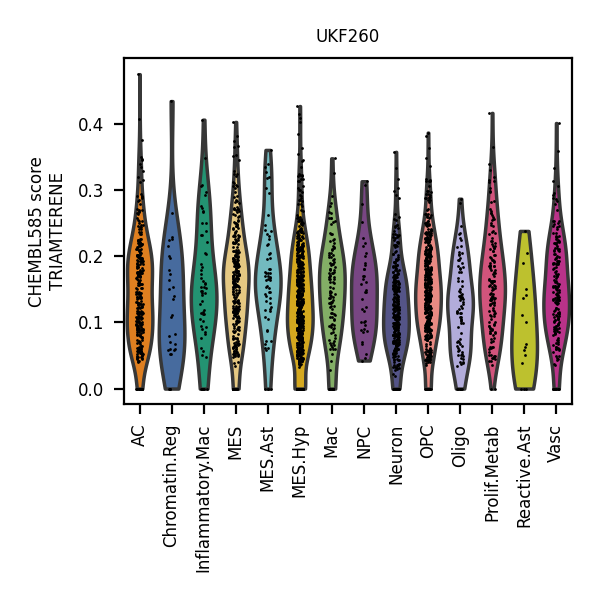 UKF260
CHEMBL585 score
TRIAMTERENE
0.4
0.3
0.2
0.1
0.0
AC
Chromatin.Reg
Inflammatory.Mac
MES
MES.Ast
MES.Hyp
Mac
NPC
Neuron
OPC
Oligo
Prolif.Metab
Reactive.Ast
Vasc